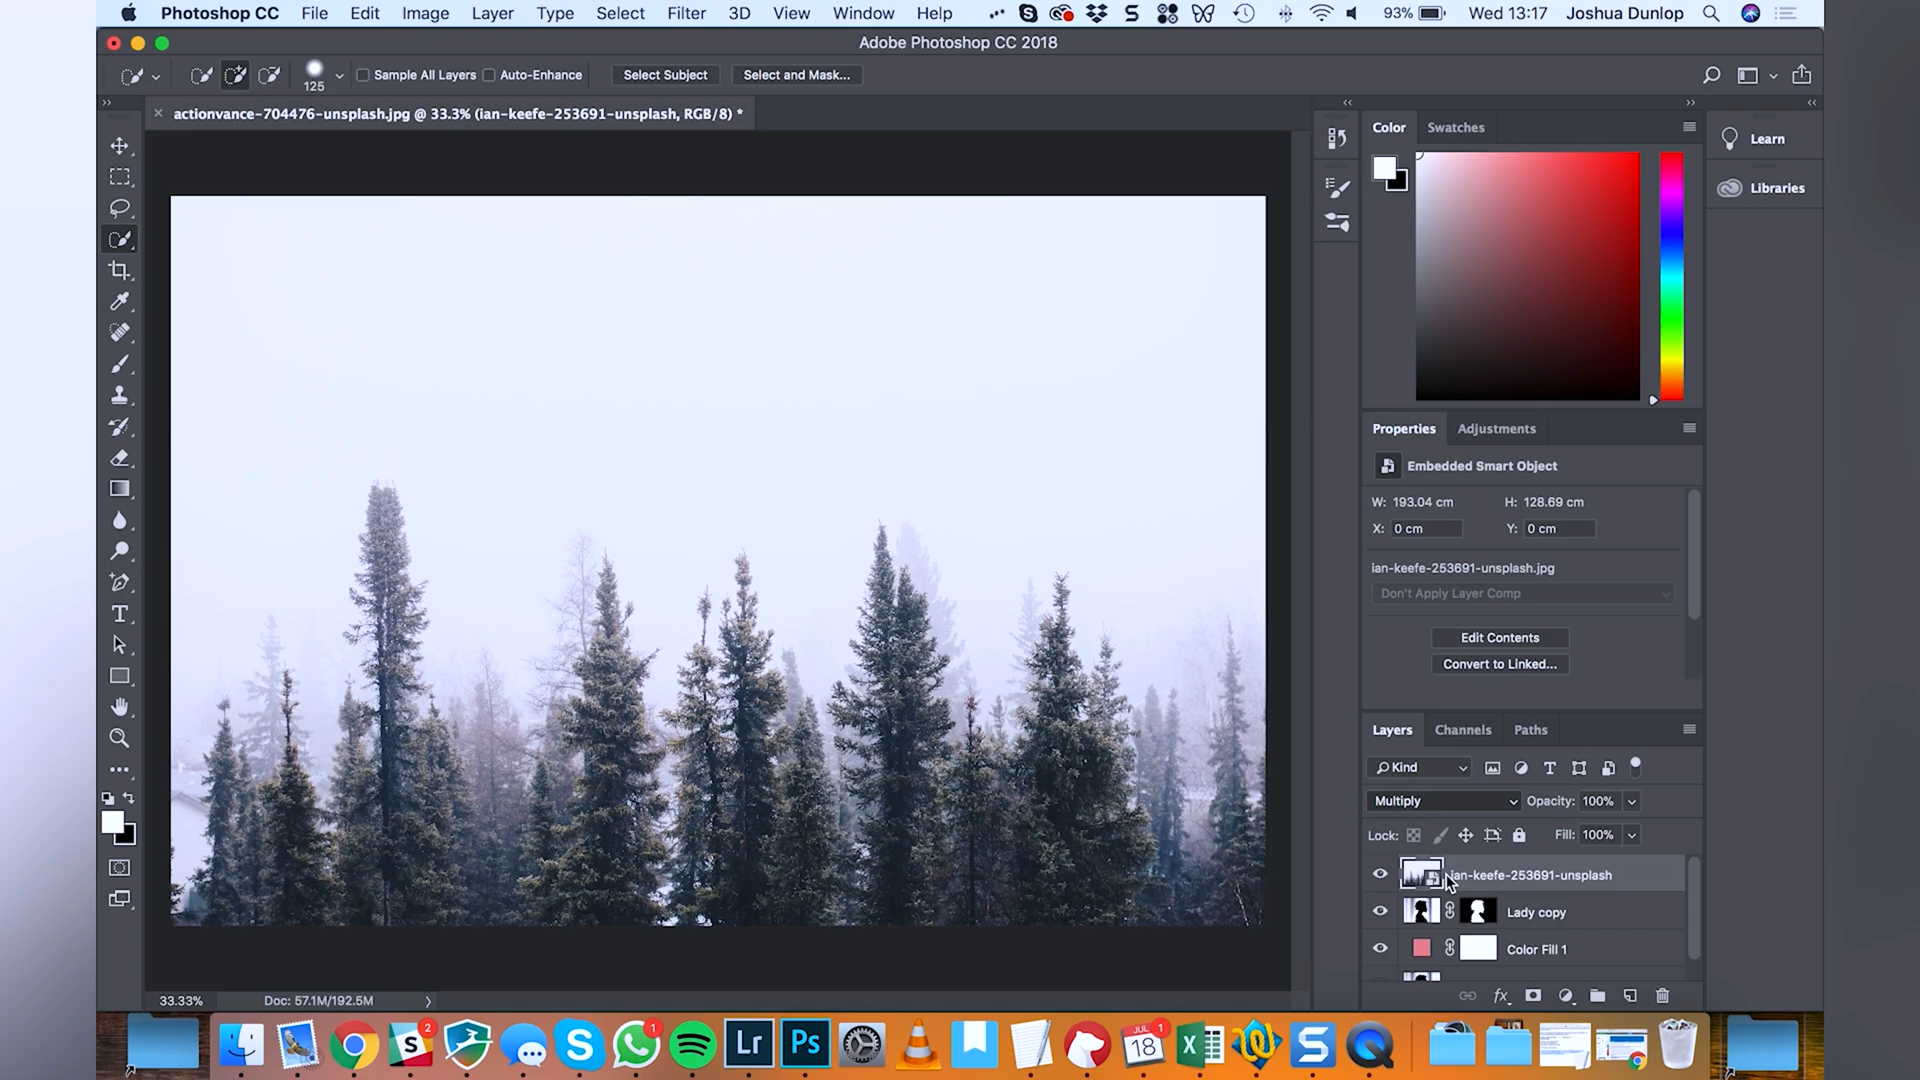 Photoshop CC File Edit Image Layer Type Select Filter 3D View Window Help 93% Wed 13:17 Joshua Dunlop
Adobe Photoshop CC 2018
125 Sample All Layers Auto-Enhance Select Subject Select and Mask...
actionvance-704476-unsplash.jpg @ 33.3% (ian-keefe-253691-unsplash, RGB/8) *
Color Swatches
Learn
Libraries
Properties Adjustments
Embedded Smart Object
W: 193.04 cm H: 128.69 cm
X: 0 cm Y: 0 cm
ian-keefe-253691-unsplash.jpg
Don't Apply Layer Comp
Edit Contents
Convert to Linked...
Layers Channels Paths
Kind
Multiply Opacity: 100%
Lock: Fill: 100%
ian-keefe-253691-unsplash
Lady copy
Color Fill 1
fx
33.33% Doc: 57.1M/192.5M
2 S S 1 Lr Ps JUL 18 1 X S